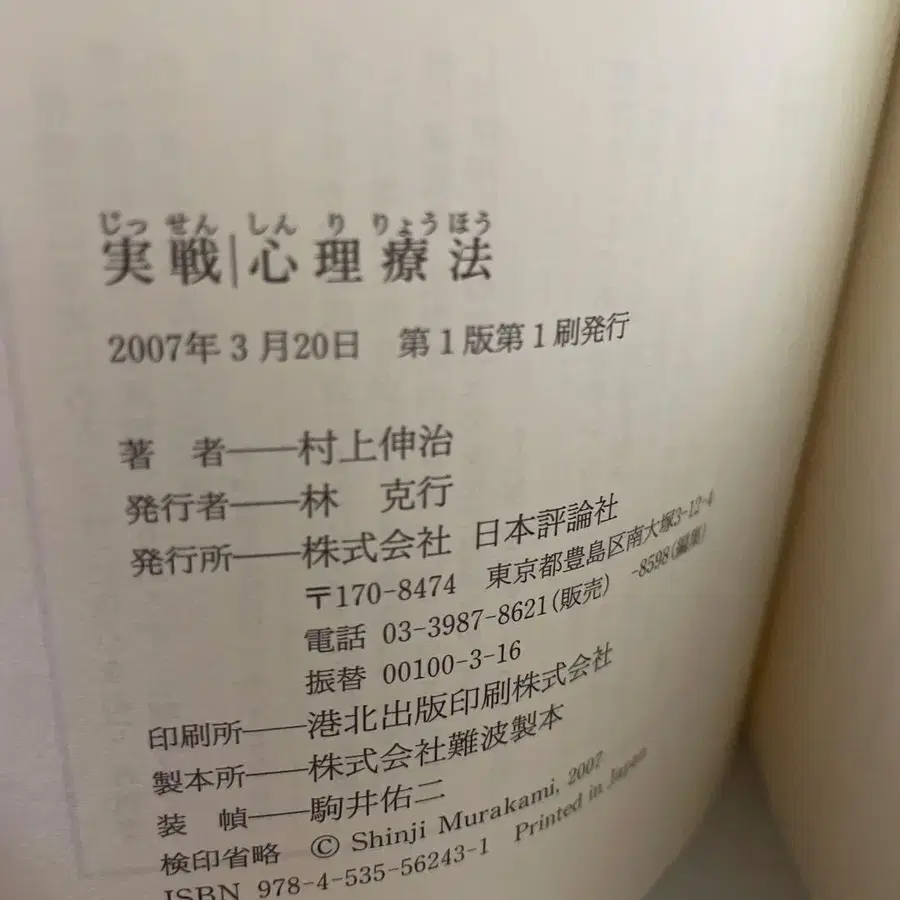 じっせん しんりりょうほう
実戦|心理療法
2007年3月20日 第1版第1刷発行
著 者――村上伸治
発行者――林 克行
発行所――株式会社 日本評論社
〒170-8474 東京都豊島区南大塚3-12-4
電話 03-3987-8621(販売) -8598(編集)
振替 00100-3-16
印刷所――港北出版印刷株式会社
製本所――株式会社難波製本
装 幀――駒井佑二
検印省略 © Shinji Murakami, 2007
ISBN 978-4-535-56243-1 Printed in Japan